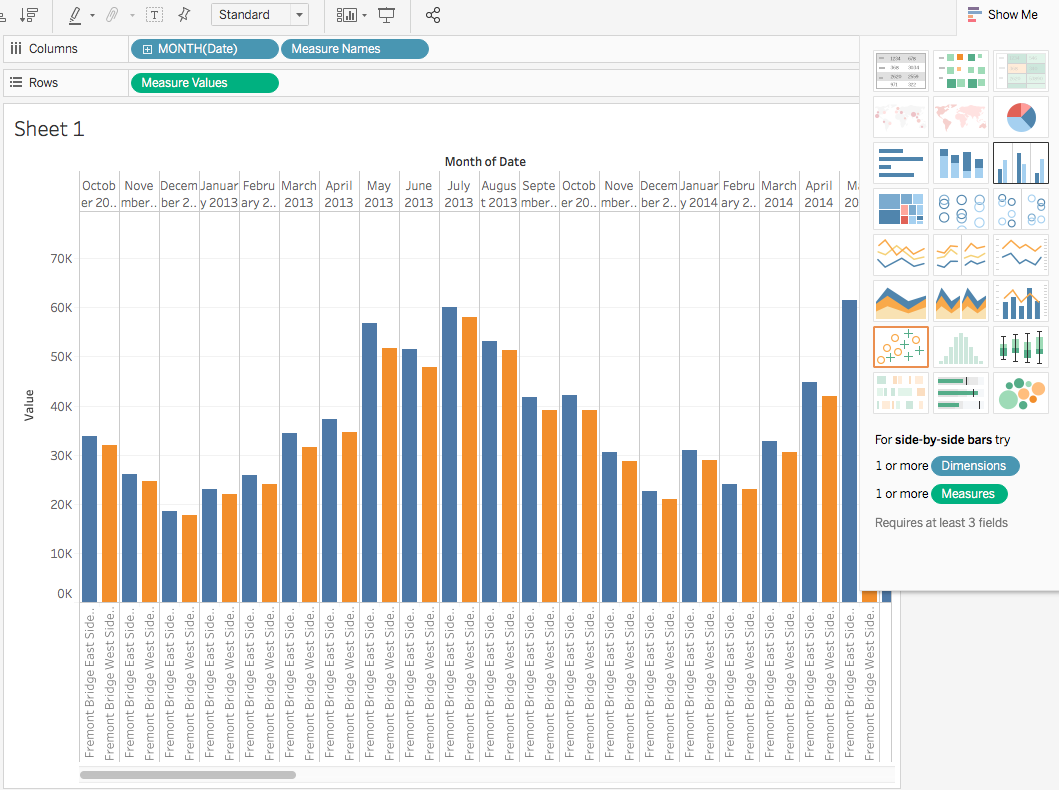 Standard
Show Me
Columns
MONTH(Date)
Measure Names
Rows
Measure Values
Sheet 1
Month of Date
Octob
er 20..
Nove
mber..
Decem
ber 2..
Januar
y 2013
Febru
ary 2..
March
2013
April
2013
May
2013
June
2013
July
2013
Augus
t 2013
Septe
mber..
Octob
er 20..
Nove
mber..
Decem
ber 2..
Januar
y 2014
Febru
ary 2..
March
2014
April
2014
Value
70K
60K
50K
40K
30K
20K
10K
0K
Fremont Bridge East Side..
Fremont Bridge West Side..
Fremont Bridge East Side..
Fremont Bridge West Side..
Fremont Bridge East Side..
Fremont Bridge West Side..
Fremont Bridge East Side..
Fremont Bridge West Side..
Fremont Bridge East Side..
Fremont Bridge West Side..
Fremont Bridge East Side..
Fremont Bridge West Side..
Fremont Bridge East Side..
Fremont Bridge West Side..
Fremont Bridge East Side..
Fremont Bridge West Side..
Fremont Bridge East Side..
Fremont Bridge West Side..
Fremont Bridge East Side..
Fremont Bridge West Side..
Fremont Bridge East Side..
Fremont Bridge West Side..
Fremont Bridge East Side..
Fremont Bridge West Side..
Fremont Bridge East Side..
Fremont Bridge West Side..
Fremont Bridge East Side..
Fremont Bridge West Side..
Fremont Bridge East Side..
Fremont Bridge West Side..
Fremont Bridge East Side..
Fremont Bridge West Side..
Fremont Bridge East Side..
Fremont Bridge West Side..
Fremont Bridge East Side..
Fremont Bridge West Side..
Fremont Bridge East Side..
Fremont Bridge West Side..
Fremont Bridge East Side..
Fremont Bridge West Side..
For side-by-side bars try
1 or more Dimensions
1 or more Measures
Requires at least 3 fields